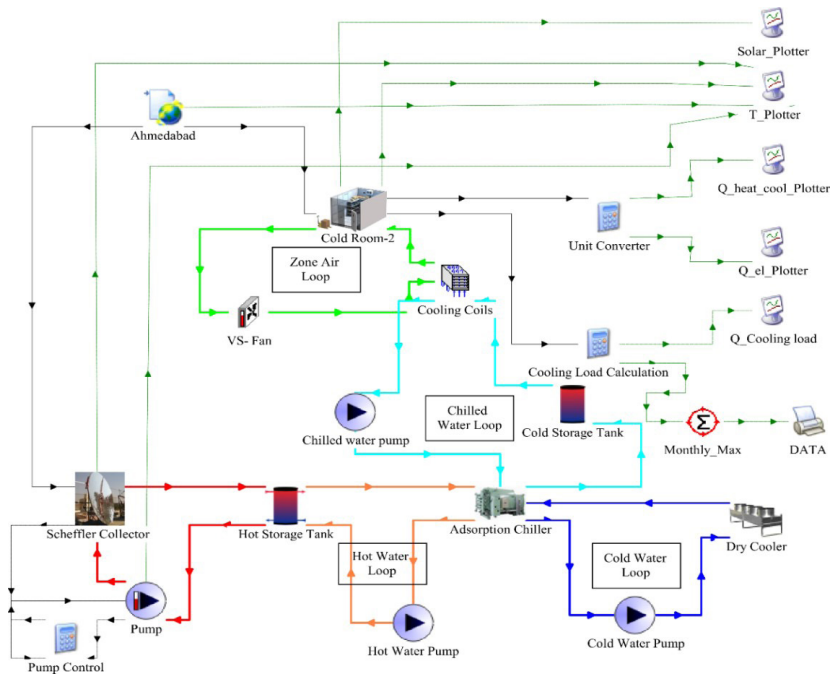 Solar_Plotter
T_Plotter
Ahmedabad
Q_heat_cool_Plotter
Cold Room-2
Unit Converter
Zone Air
Loop
Q_el_Plotter
Cooling Coils
VS- Fan
Q_Cooling load
Cooling Load Calculation
Chilled water pump
Chilled
Water Loop
Cold Storage Tank
Monthly_Max
DATA
Scheffler Collector
Hot Storage Tank
Adsorption Chiller
Dry Cooler
Hot Water
Loop
Cold Water
Loop
Pump
Hot Water Pump
Cold Water Pump
Pump Control